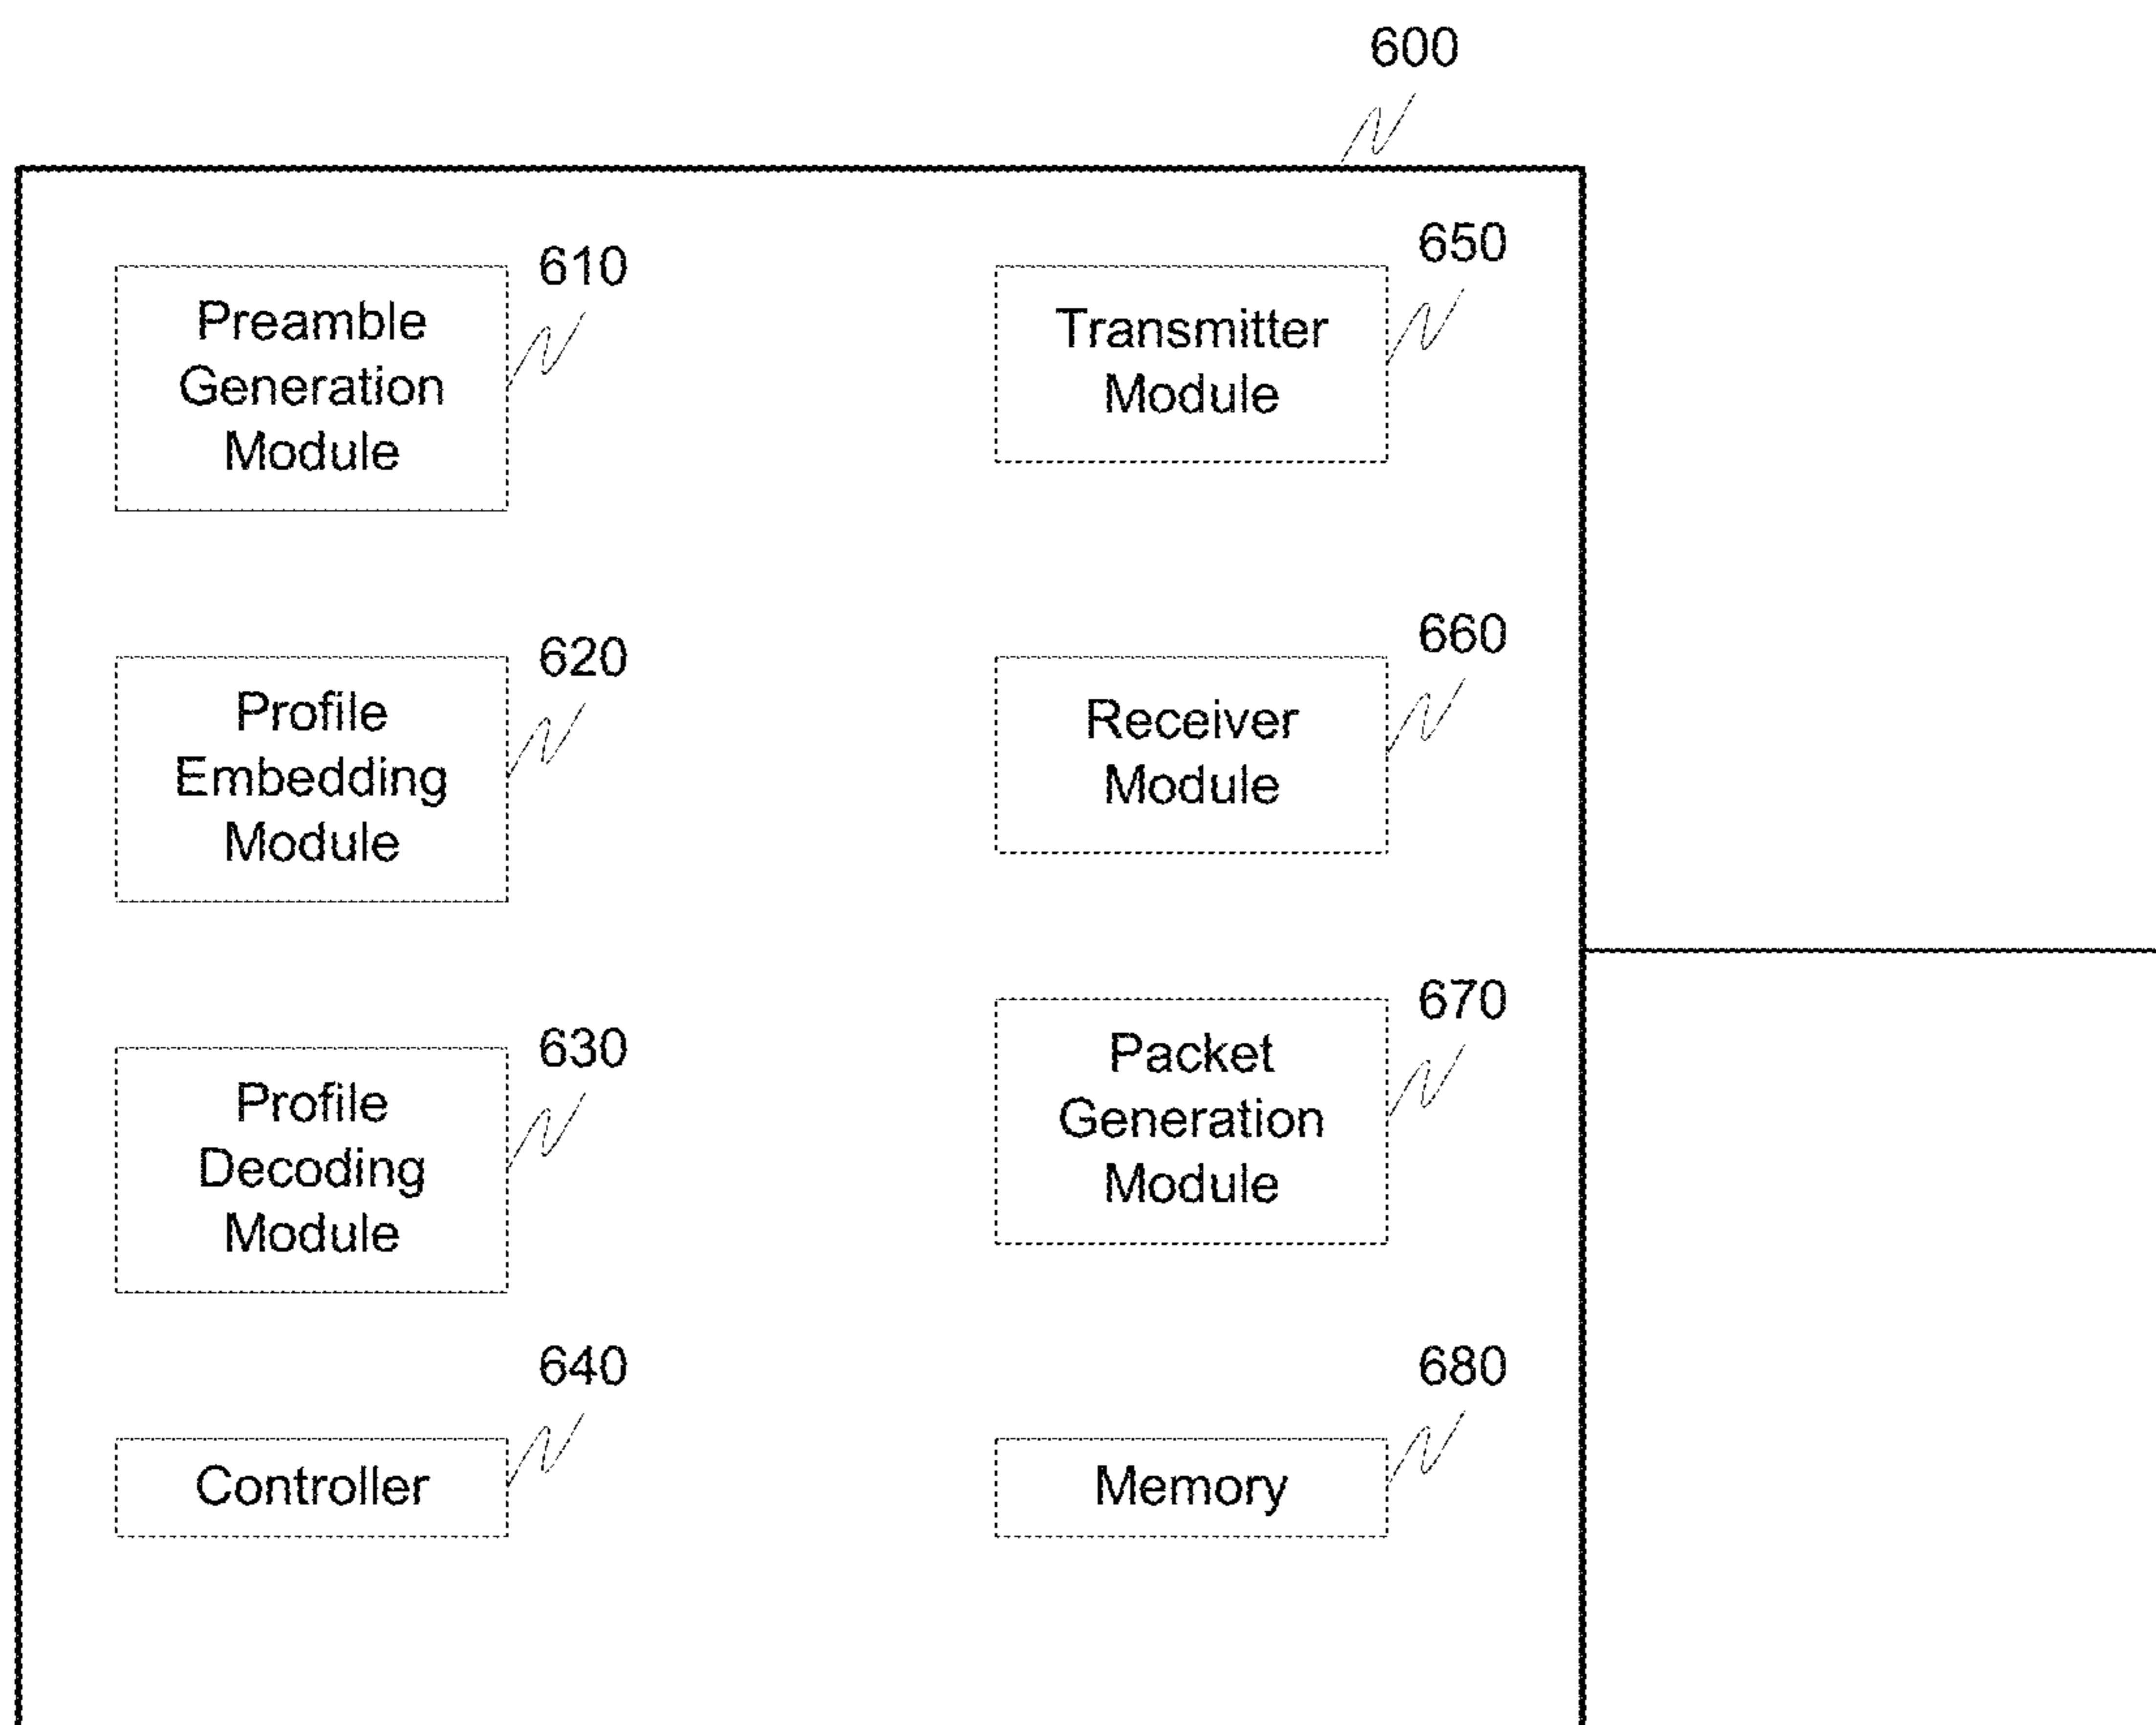 600
610
Preamble
Generation
Module
650
Transmitter
Module
620
Profile
Embedding
Module
660
Receiver
Module
630
Profile
Decoding
Module
670
Packet
Generation
Module
640
Controller
680
Memory